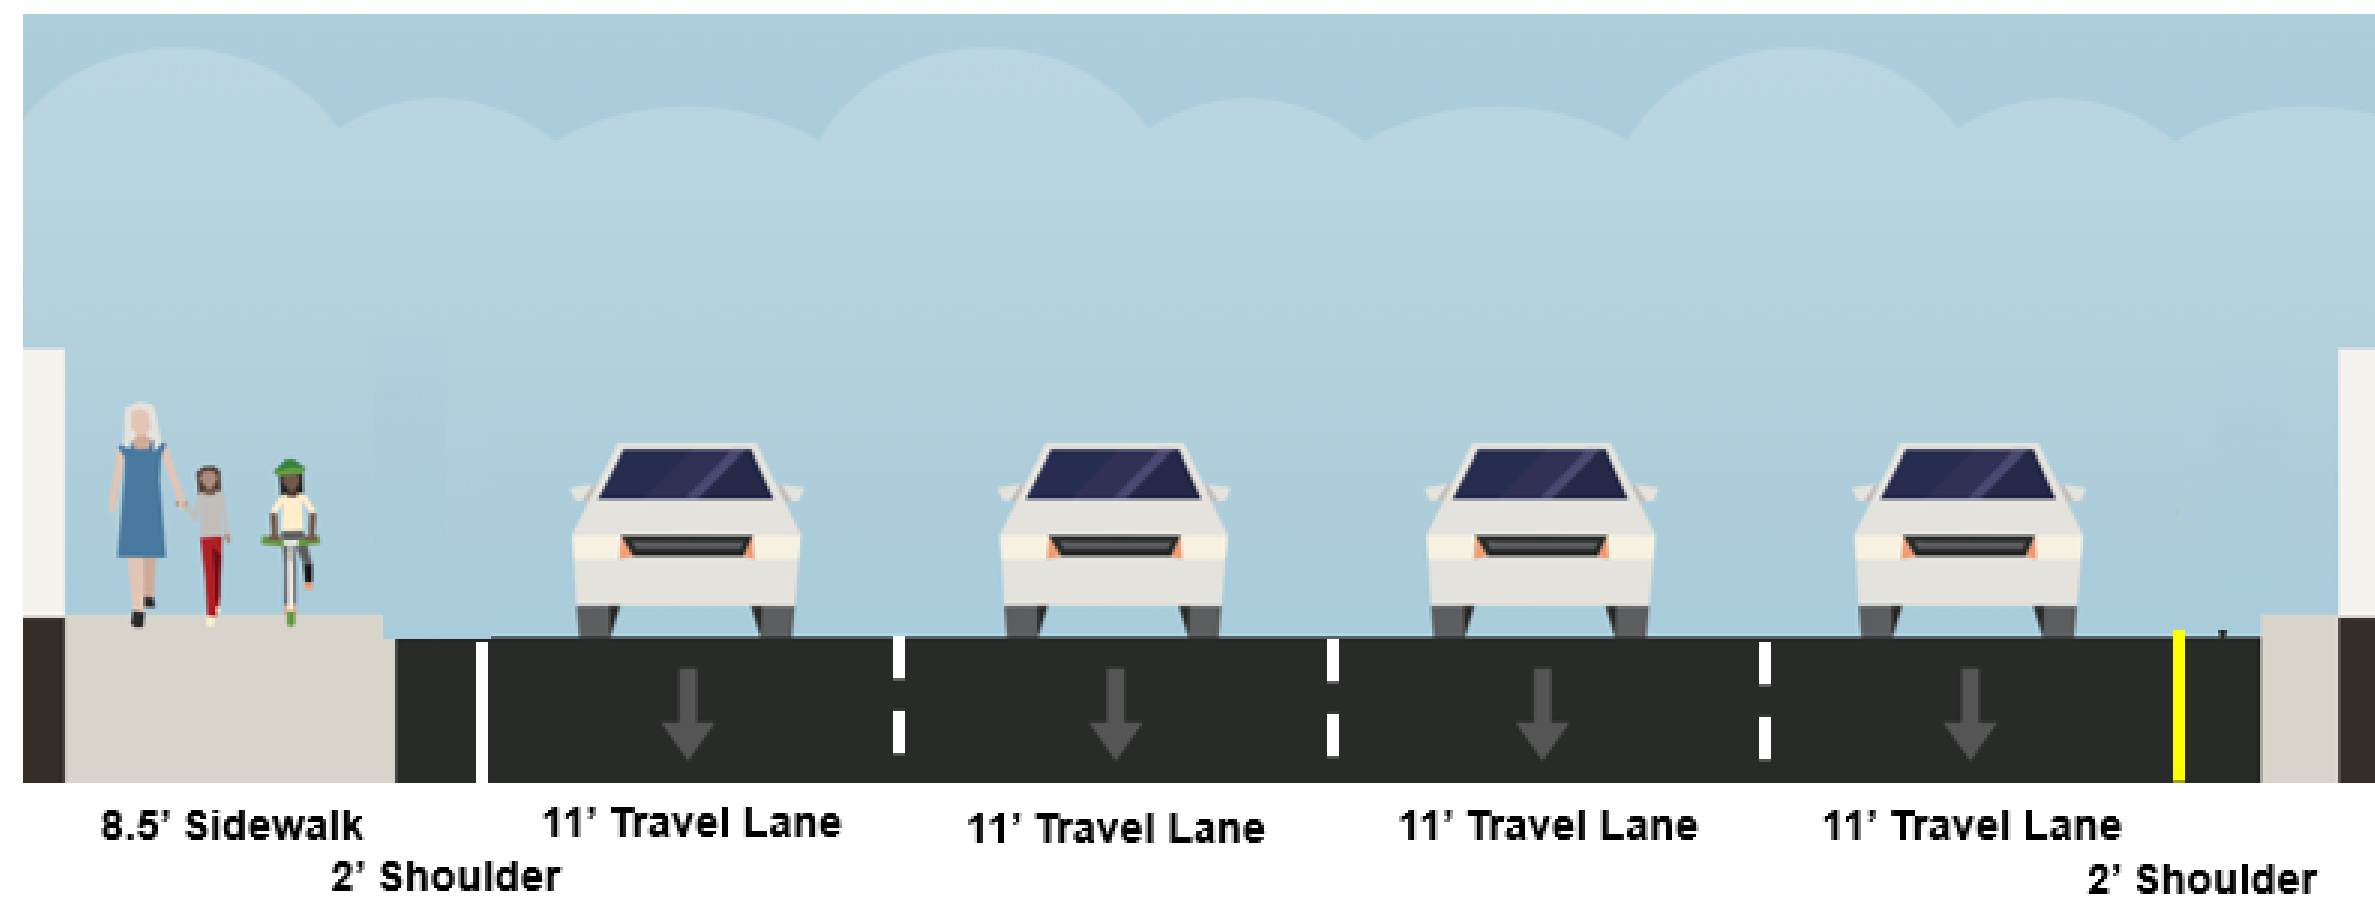 8.5’ Sidewalk
2’ Shoulder
11’ Travel Lane
11’ Travel Lane
11’ Travel Lane
11’ Travel Lane
2’ Shoulder